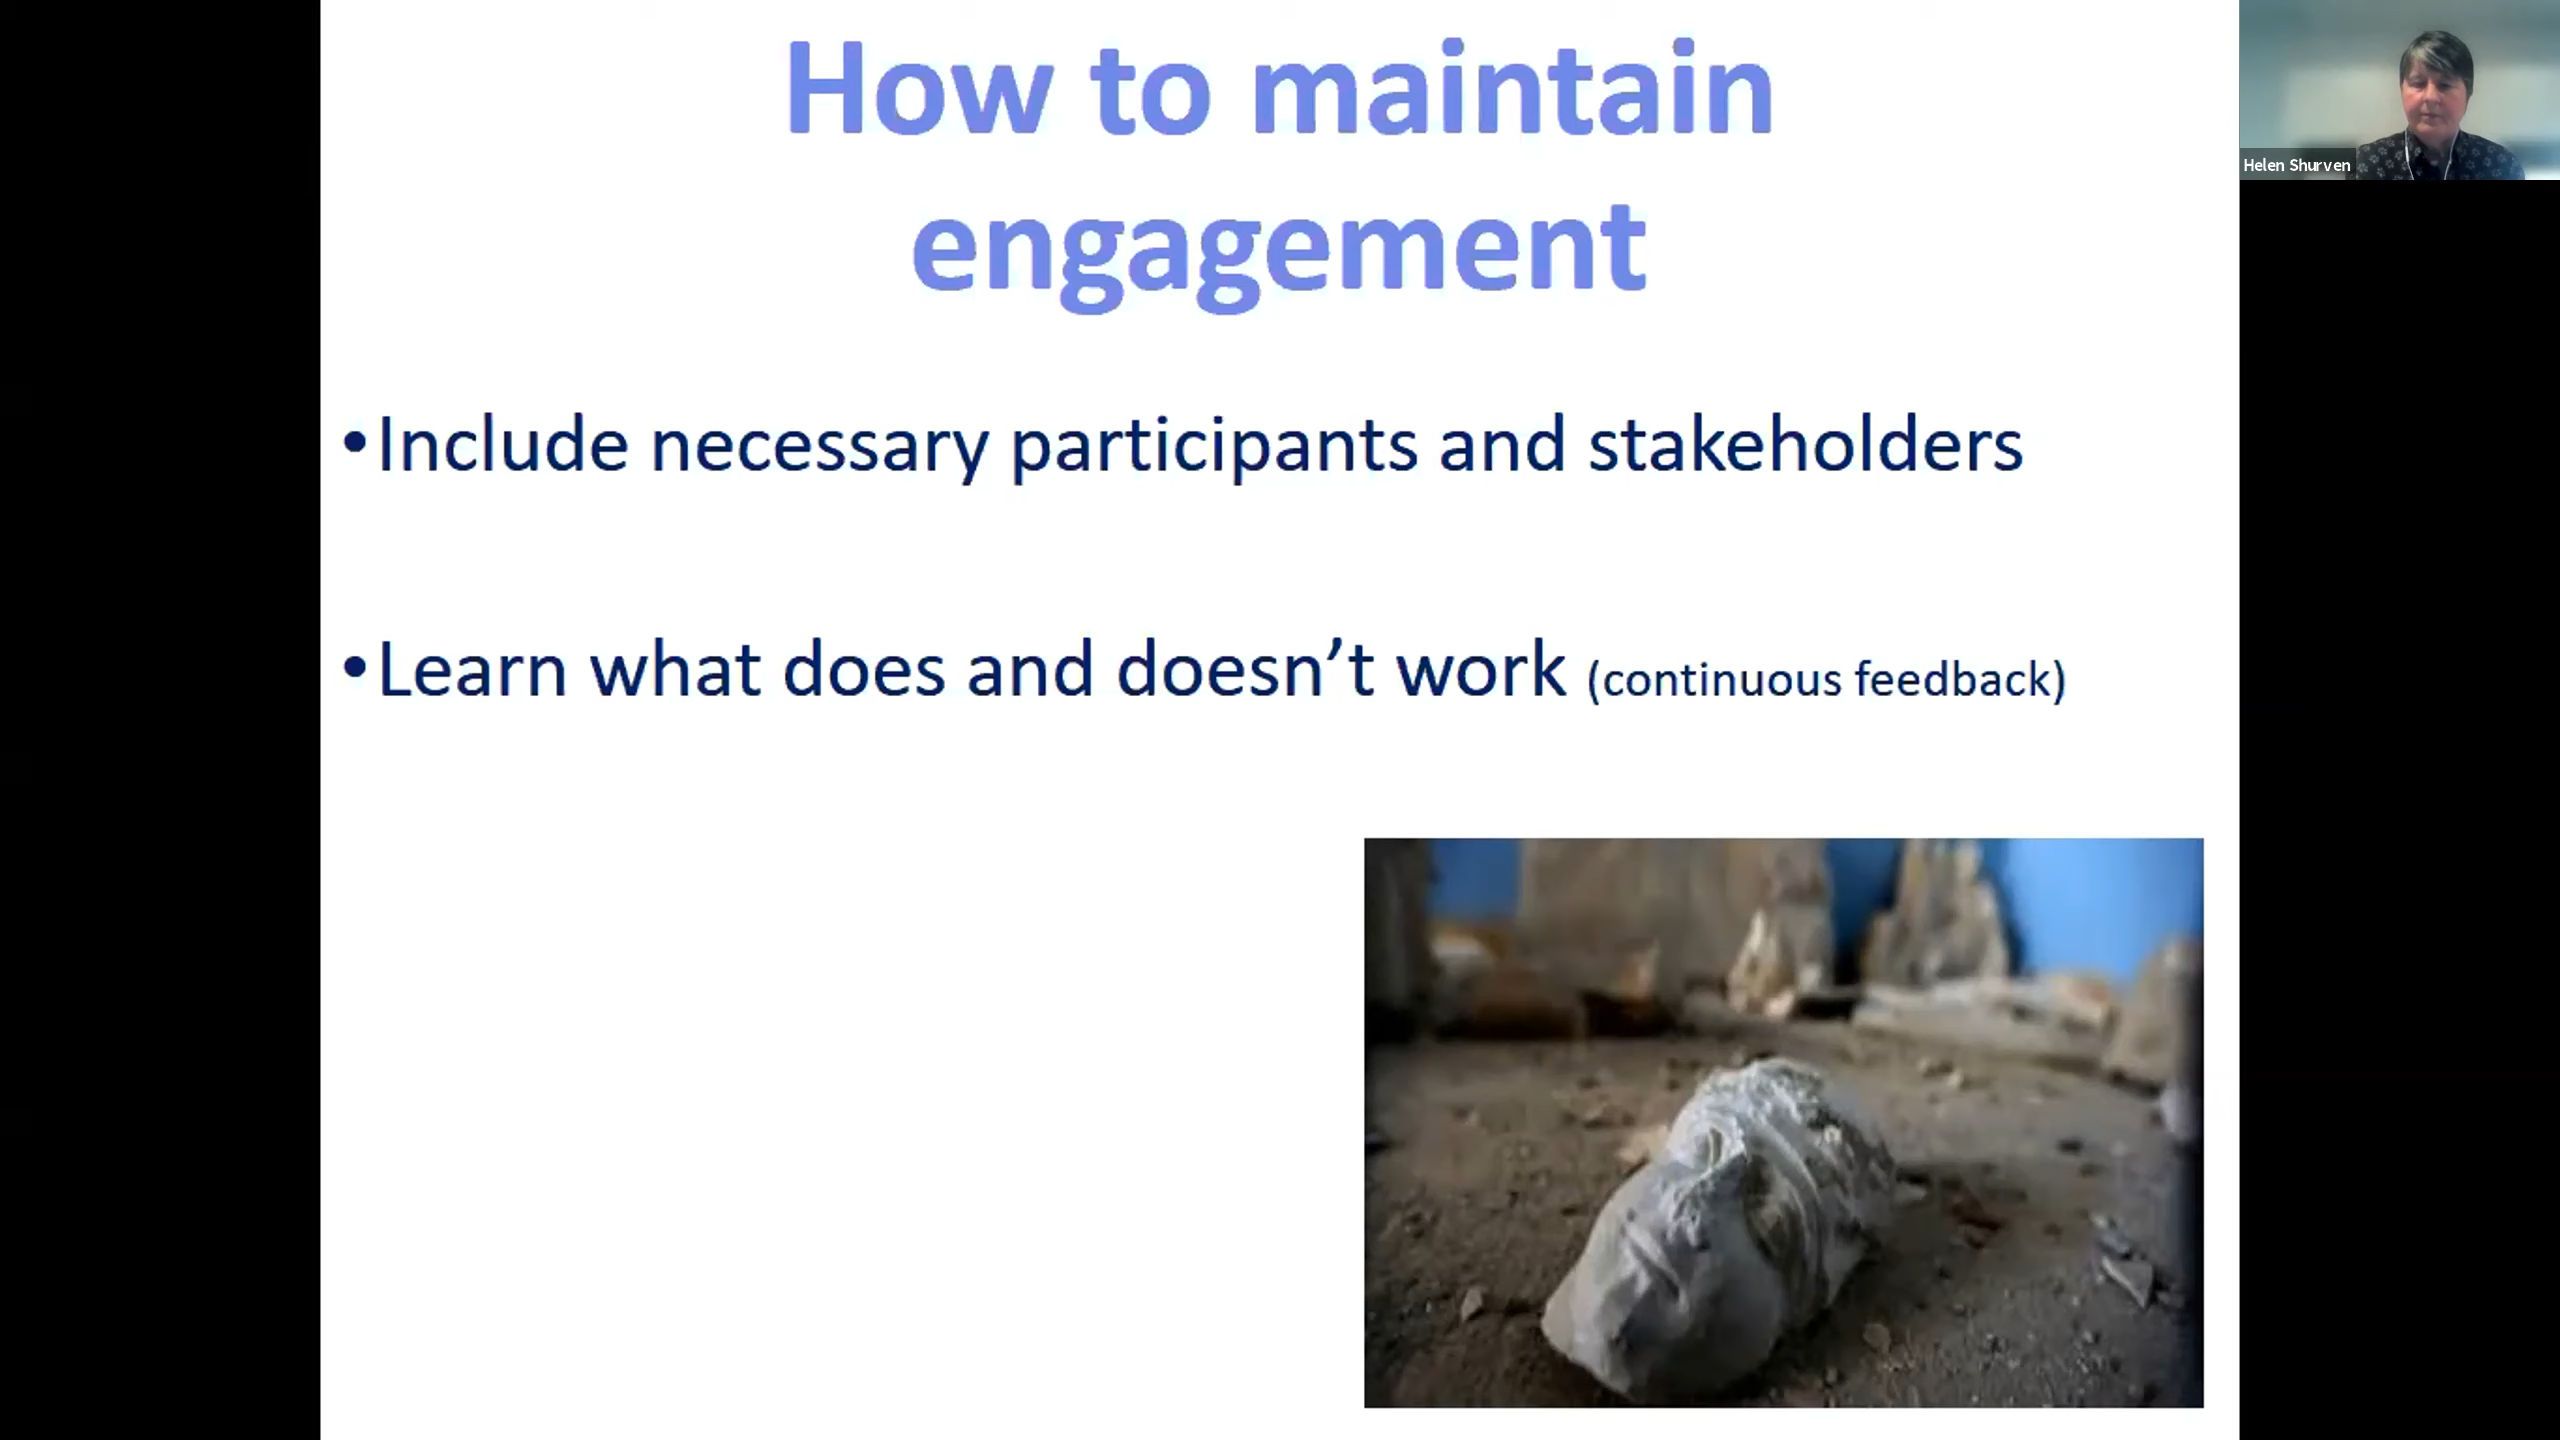 How to maintain
engagement
•Include necessary participants and stakeholders
•Learn what does and doesn’t work (continuous feedback)
Helen Shurven